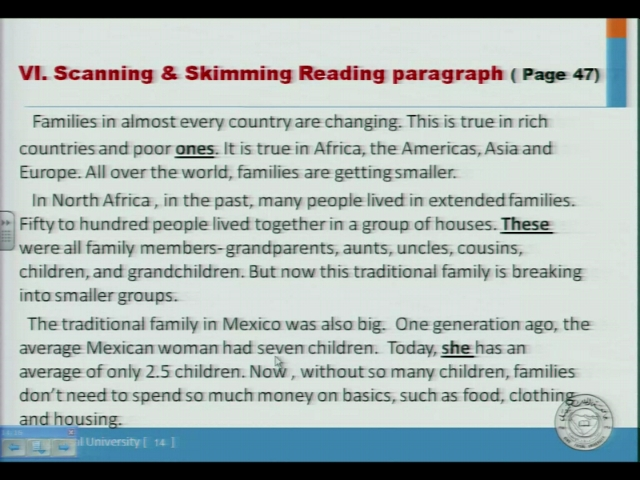 VI. Scanning & Skimming Reading paragraph ( Page 47)
Families in almost every country are changing. This is true in rich
countries and poor ones. It is true in Africa, the Americas, Asia and
Europe. All over the world, families are getting smaller.
In North Africa , in the past, many people lived in extended families.
Fifty to hundred people lived together in a group of houses. These
were all family members- grandparents, aunts, uncles, cousins,
children, and grandchildren. But now this traditional family is breaking
into smaller groups.
The traditional family in Mexico was also big. One generation ago, the
average Mexican woman had seven children. Today, she has an
average of only 2.5 children. Now , without so many children, families
don't need to spend so much money on basics, such as food, clothing
and housing.
University [ 14 ]